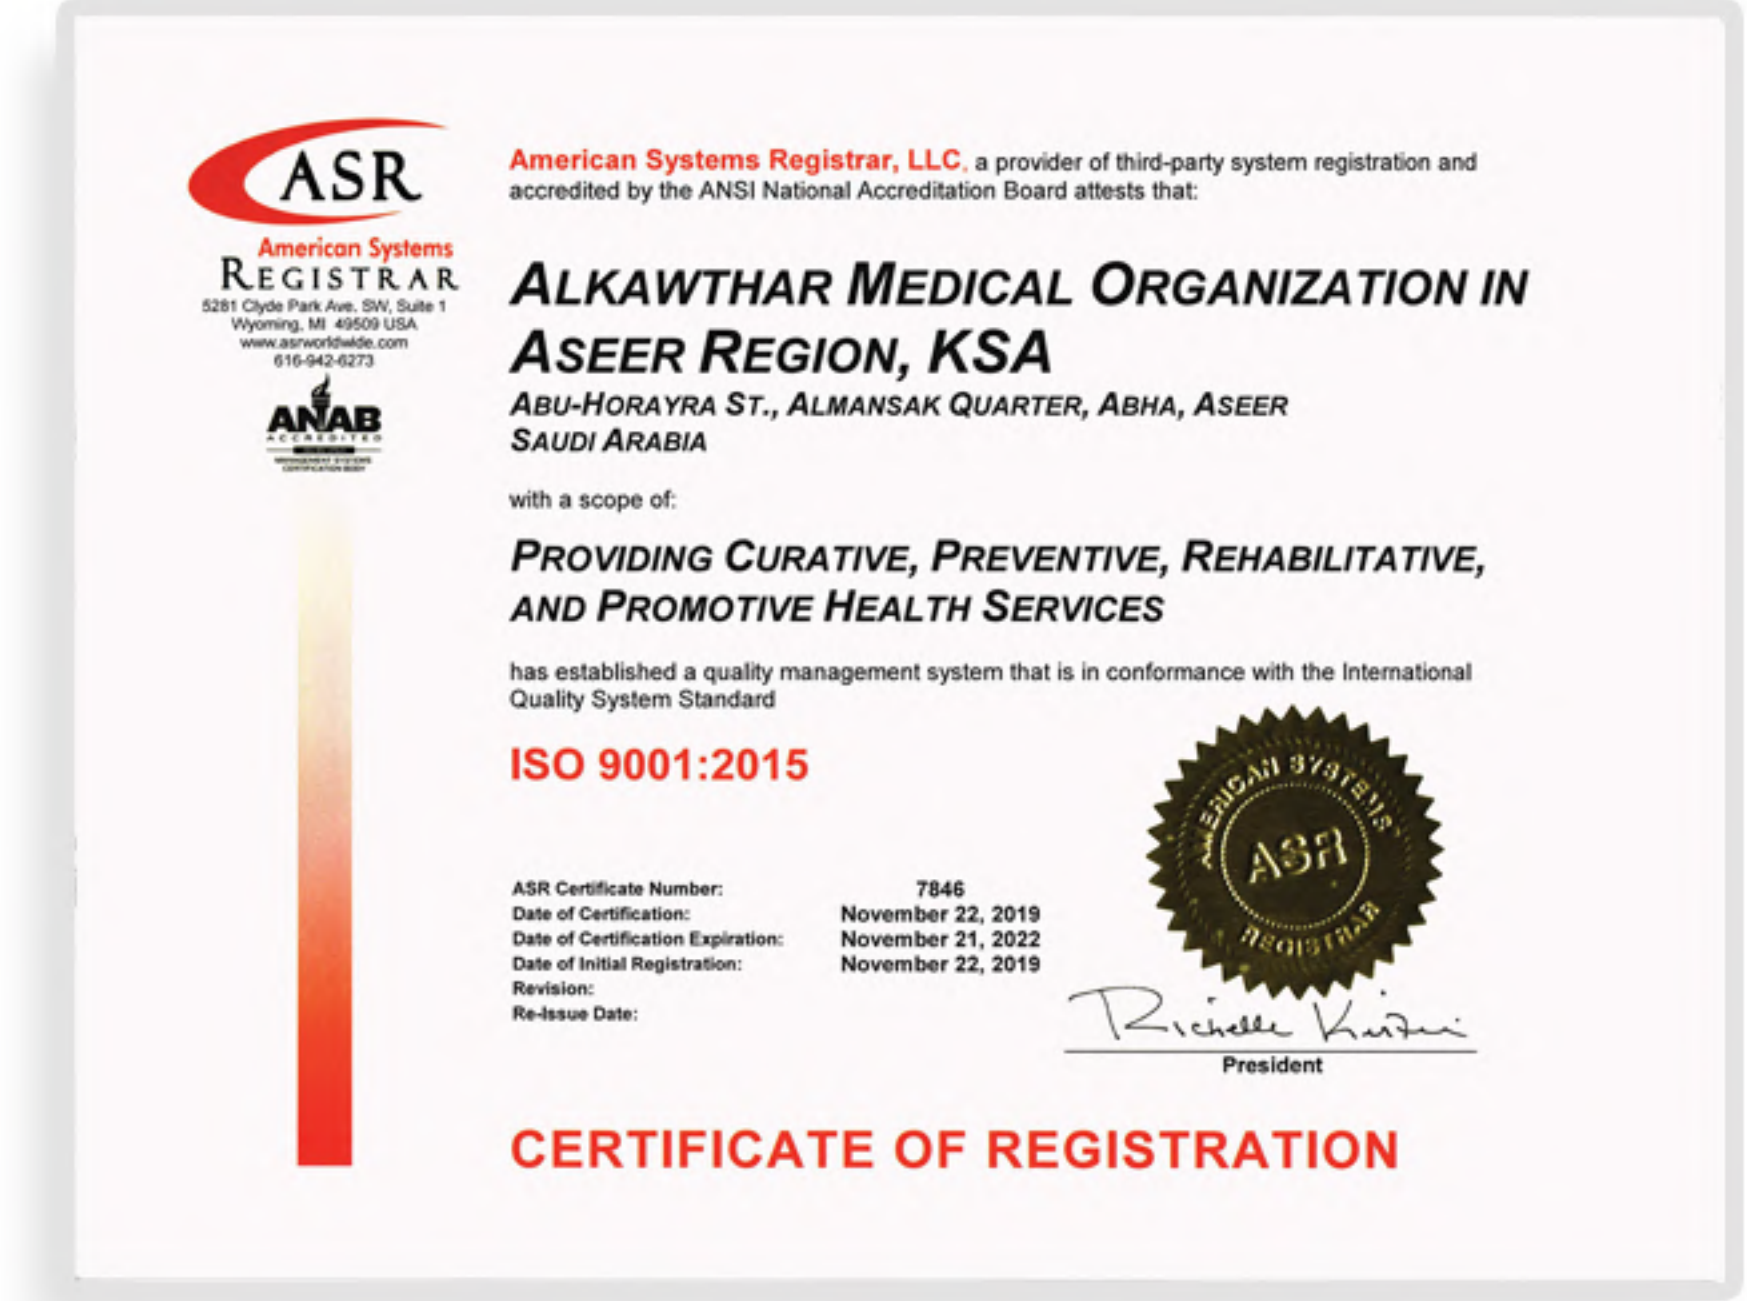 ASR
American Systems
REGISTRAR
5281 Clyde Park Ave. SW, Suite 1
Wyoming, MI 49509 USA
www.asrworldwide.com
616-942-6273
ANAB
ACCREDITED
MANAGEMENT SYSTEMS
CERTIFICATION BODY
American Systems Registrar, LLC, a provider of third-party system registration and
accredited by the ANSI National Accreditation Board attests that:
ALKAWTHAR MEDICAL ORGANIZATION IN
ASEER REGION, KSA
ABU-HORAYRA ST., ALMANSAK QUARTER, ABHA, ASEER
SAUDI ARABIA
with a scope of:
PROVIDING CURATIVE, PREVENTIVE, REHABILITATIVE,
AND PROMOTIVE HEALTH SERVICES
has established a quality management system that is in conformance with the International
Quality System Standard
ISO 9001:2015
ASR Certificate Number: 7846
Date of Certification: November 22, 2019
Date of Certification Expiration: November 21, 2022
Date of Initial Registration: November 22, 2019
Revision:
Re-Issue Date:
AMERICAN SYSTEMS
ASR
REGISTRAR
Richelle
President
CERTIFICATE OF REGISTRATION